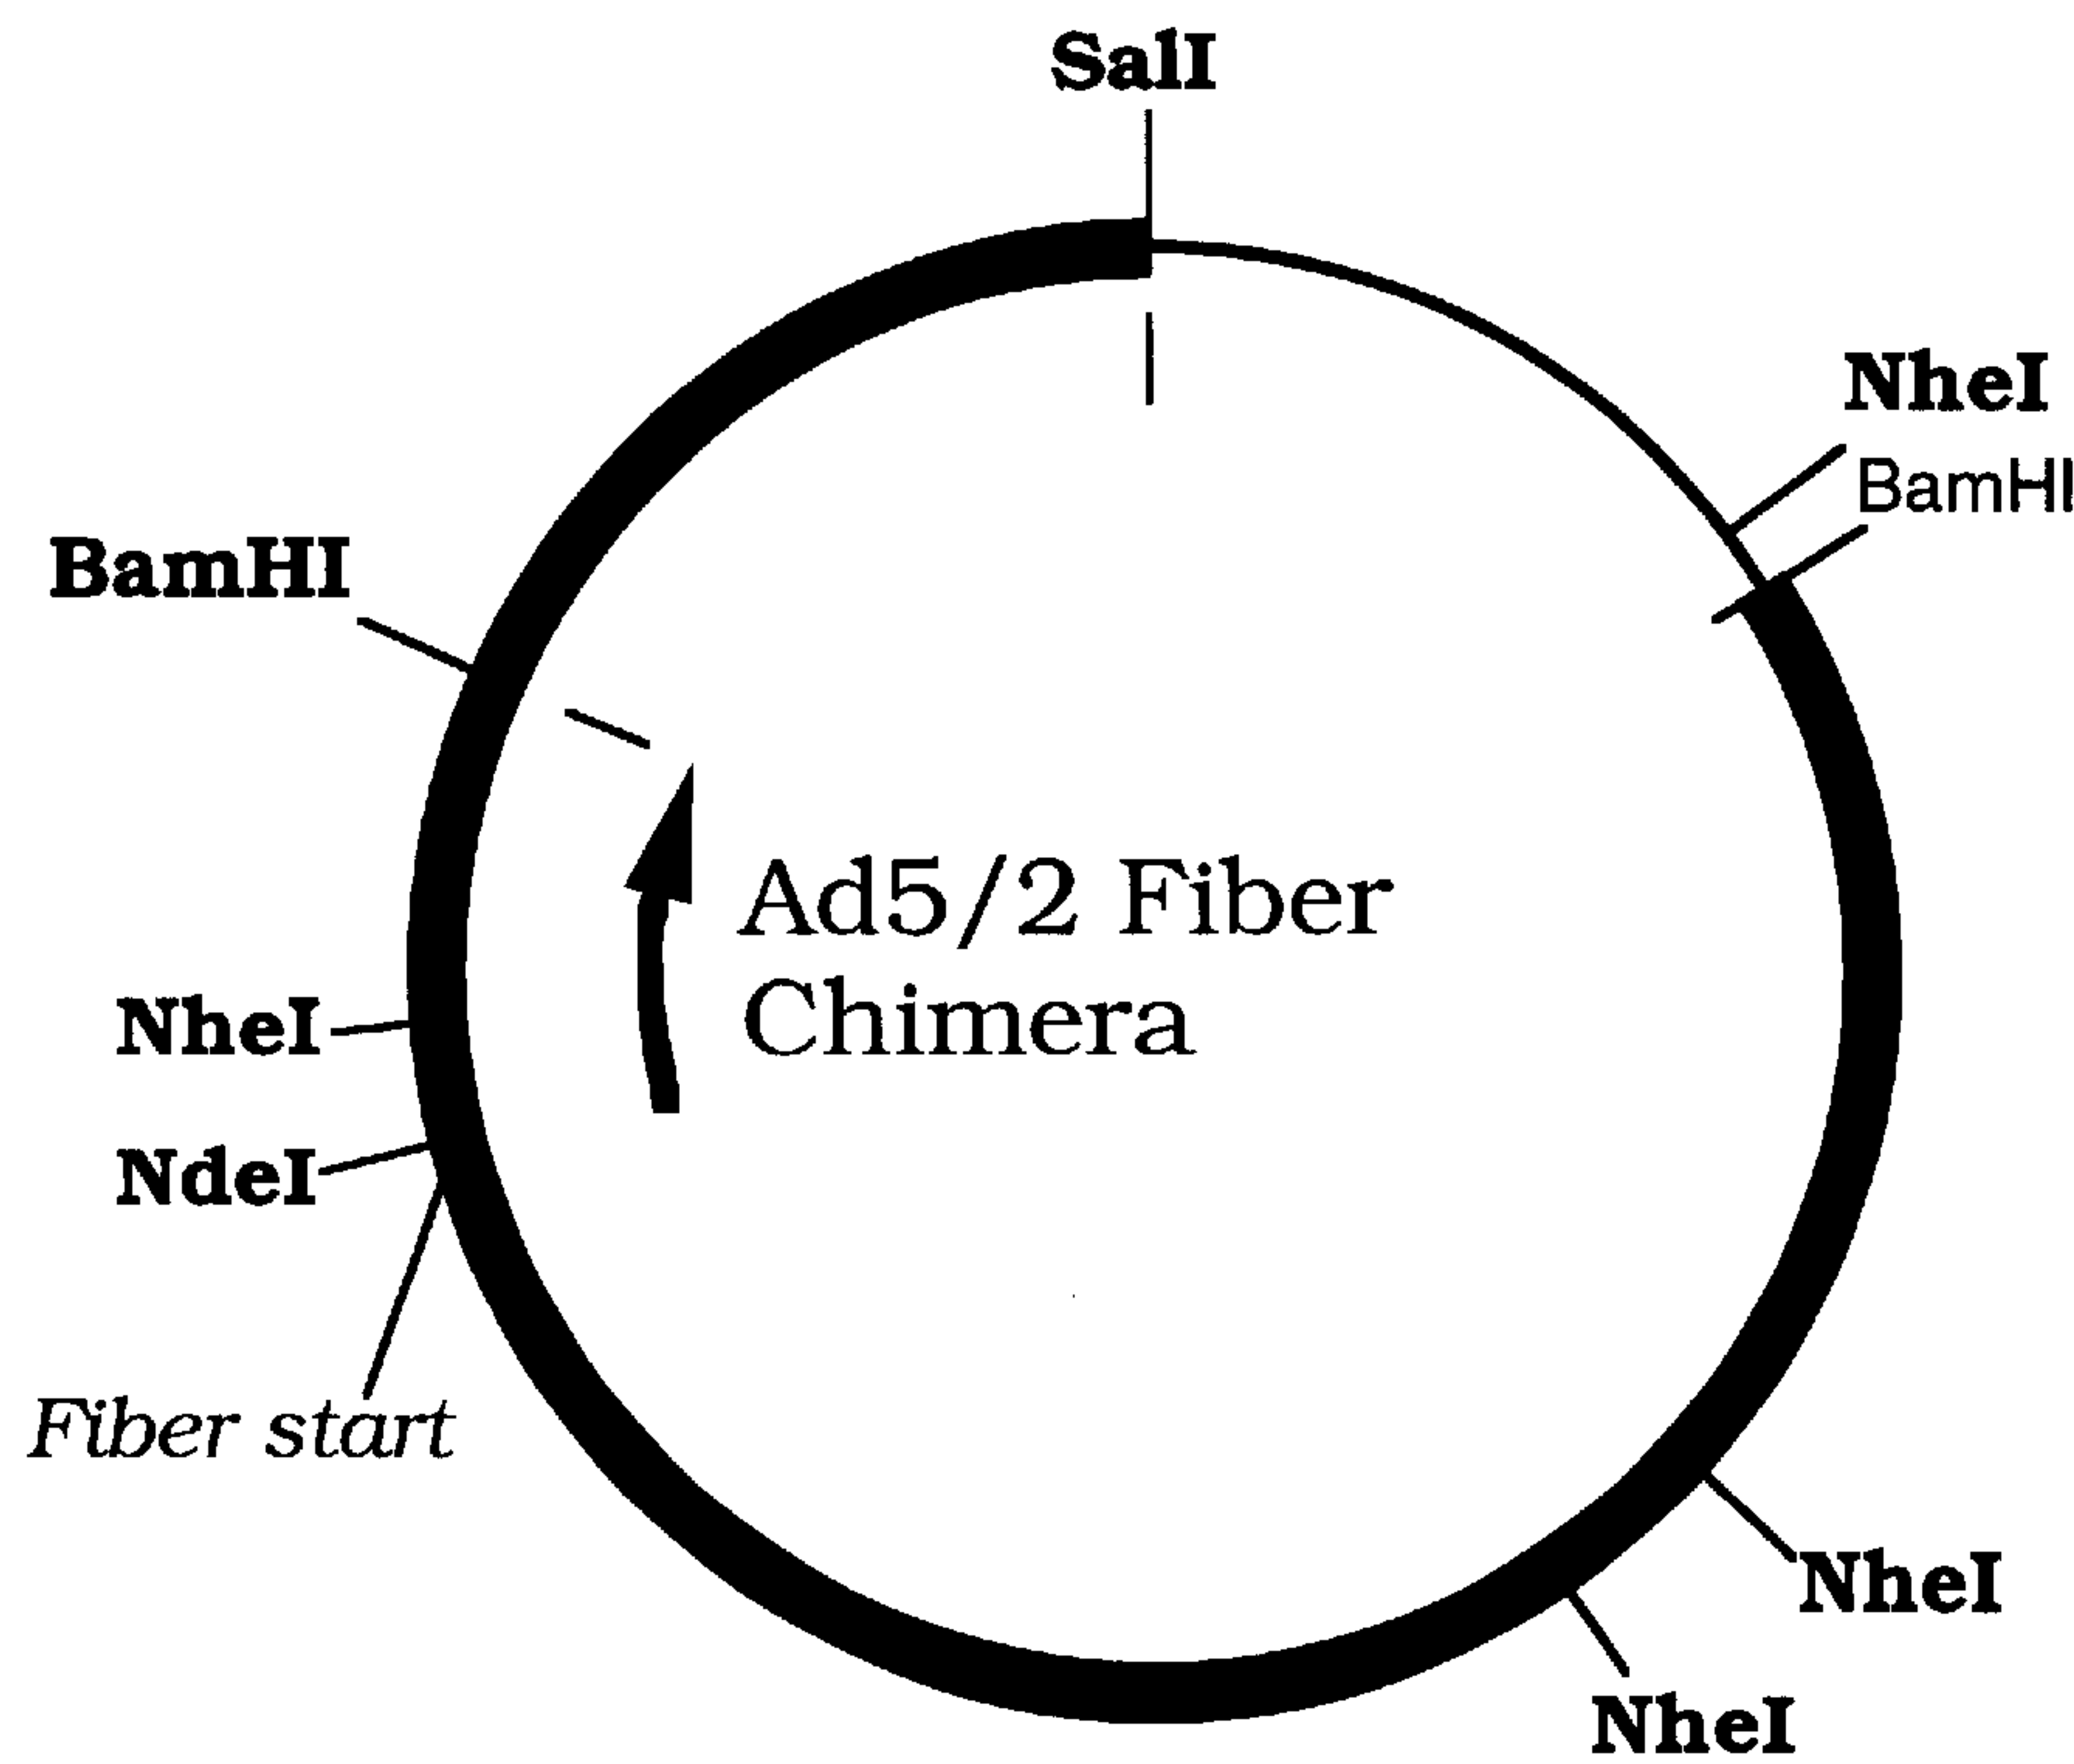 SalI
NheI
BamHI
BamHI
Ad5/2 Fiber
Chimera
NheI
NdeI
Fiber start
NheI
NheI